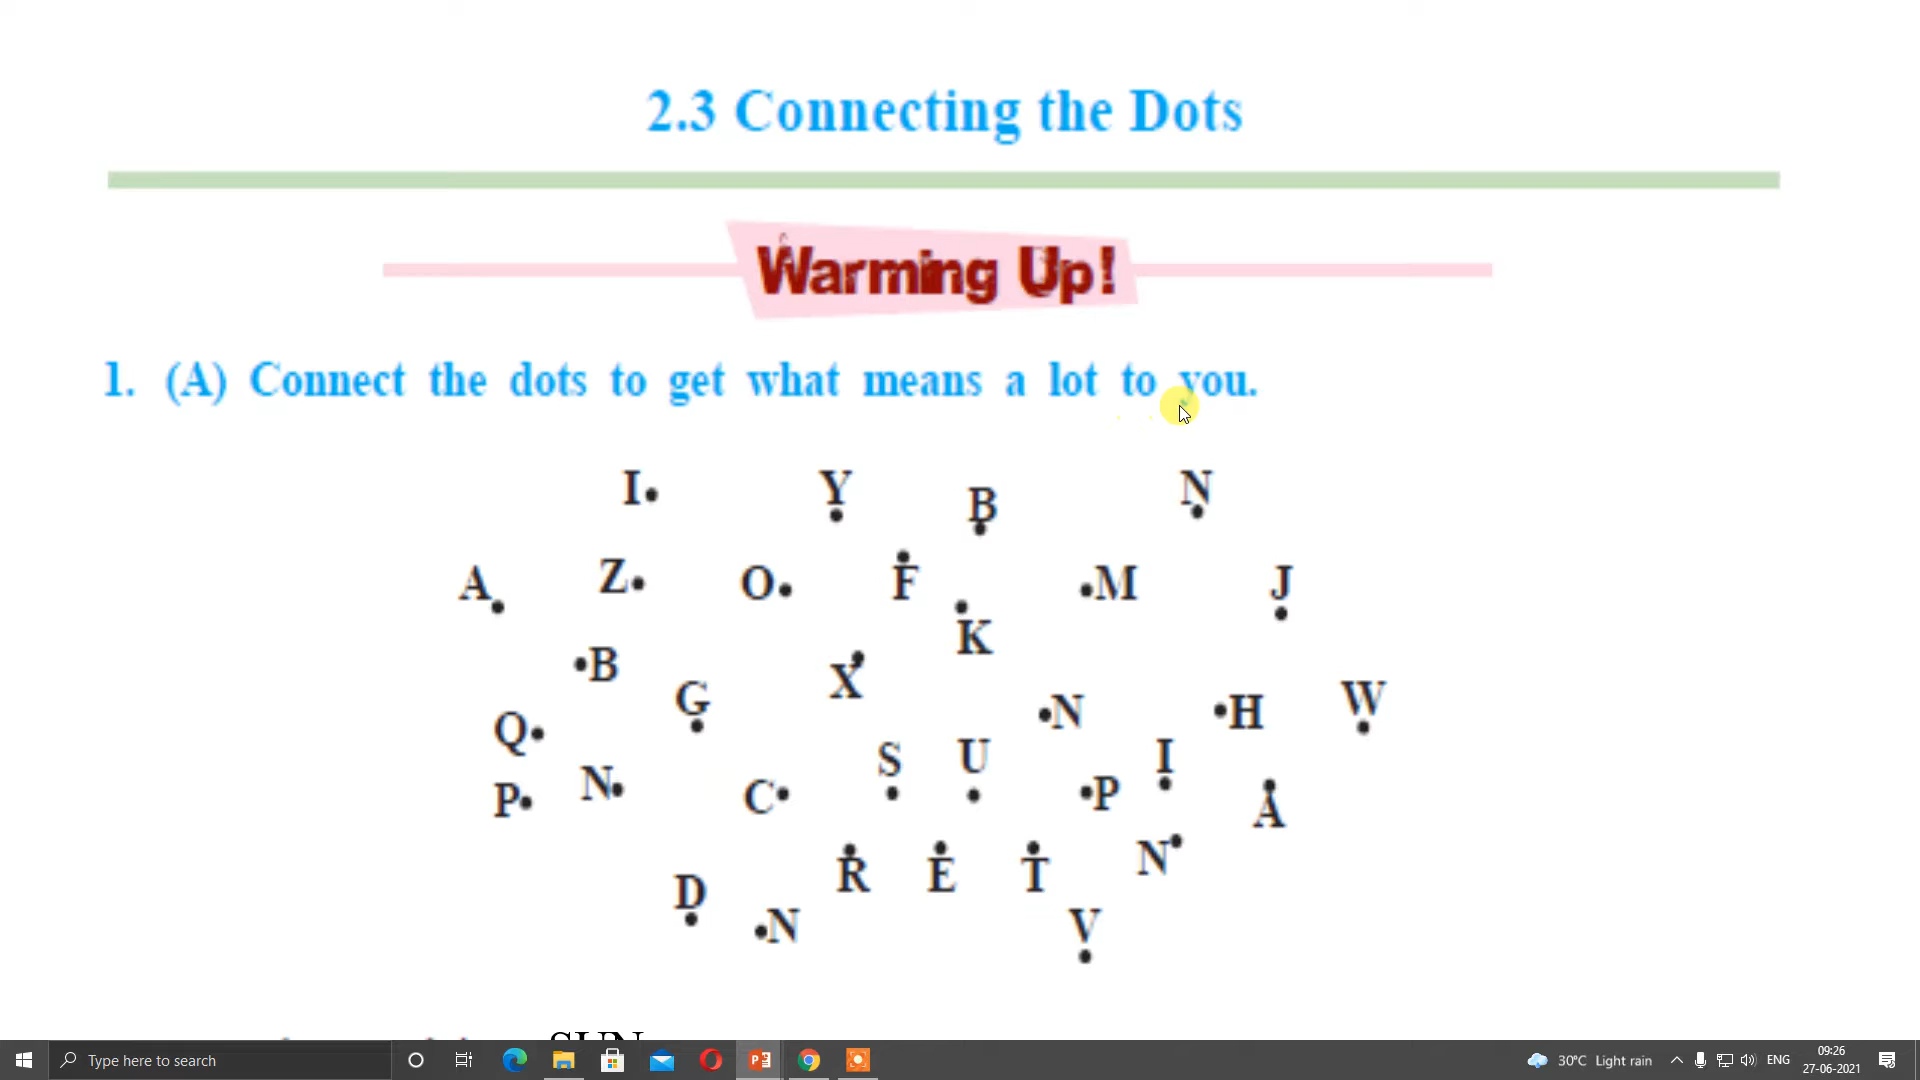 2.3 Connecting the Dots
Warming Up!
1. (A) Connect the dots to get what means a lot to you.
I Y B N
A Z O F M J
K
B X
G N H W
Q
S U I
P N C P A
R E T N
D
N V
SUN
Type here to search
30°C Light rain
ENG
09:26
27-06-2021